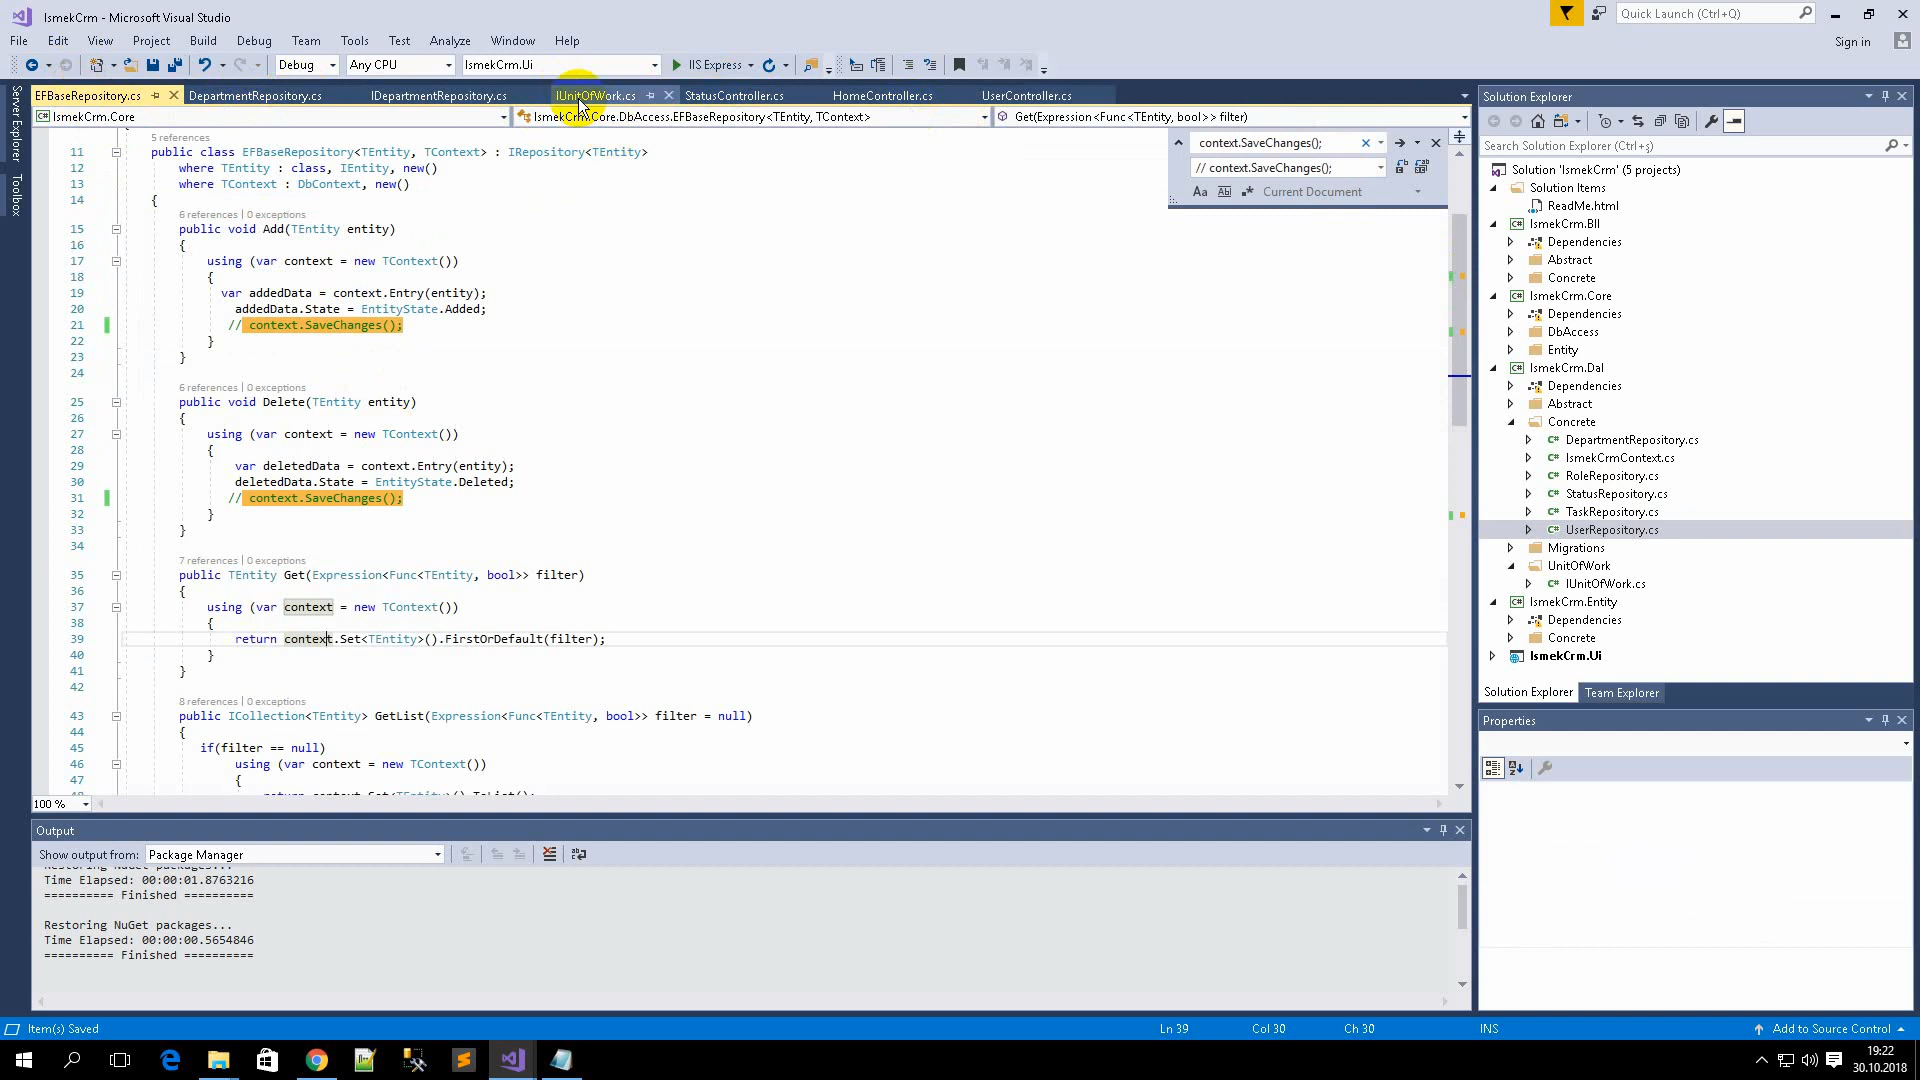 IsmekCrm - Microsoft Visual Studio
Quick Launch (Ctrl+Q)
File Edit View Project Build Debug Team Tools Test Analyze Window Help
Sign in
Debug Any CPU IsmekCrm.Ui IIS Express
Server Explorer
Toolbox
EFBaseRepository.cs DepartmentRepository.cs IDepartmentRepository.cs IUnitOfWork.cs StatusController.cs HomeController.cs UserController.cs
IsmekCrm.Core IsmekCrm.Core.DbAccess.EFBaseRepository<TEntity, TContext> Get(Expression<Func<TEntity, bool>> filter)
context.SaveChanges();
// context.SaveChanges();
Aa Current Document
5 references
11 public class EFBaseRepository<TEntity, TContext> : IRepository<TEntity>
12 where TEntity : class, IEntity, new()
13 where TContext : DbContext, new()
14 {
6 references | 0 exceptions
15 public void Add(TEntity entity)
16 {
17 using (var context = new TContext())
18 {
19 var addedData = context.Entry(entity);
20 addedData.State = EntityState.Added;
21 // context.SaveChanges();
22 }
23 }
24
6 references | 0 exceptions
25 public void Delete(TEntity entity)
26 {
27 using (var context = new TContext())
28 {
29 var deletedData = context.Entry(entity);
30 deletedData.State = EntityState.Deleted;
31 // context.SaveChanges();
32 }
33 }
34
7 references | 0 exceptions
35 public TEntity Get(Expression<Func<TEntity, bool>> filter)
36 {
37 using (var context = new TContext())
38 {
39 return context.Set<TEntity>().FirstOrDefault(filter);
40 }
41 }
42
8 references | 0 exceptions
43 public ICollection<TEntity> GetList(Expression<Func<TEntity, bool>> filter = null)
44 {
45 if(filter == null)
46 using (var context = new TContext())
47 {
100 %
Output
Show output from: Package Manager
Restoring NuGet packages...
Time Elapsed: 00:00:01.8763216
========== Finished ==========
Restoring NuGet packages...
Time Elapsed: 00:00:00.5654846
========== Finished ==========
Solution Explorer
Search Solution Explorer (Ctrl+ş)
Solution 'IsmekCrm' (5 projects)
Solution Items
ReadMe.html
IsmekCrm.Bll
Dependencies
Abstract
Concrete
IsmekCrm.Core
Dependencies
DbAccess
Entity
IsmekCrm.Dal
Dependencies
Abstract
Concrete
DepartmentRepository.cs
IsmekCrmContext.cs
RoleRepository.cs
StatusRepository.cs
TaskRepository.cs
UserRepository.cs
Migrations
UnitOfWork
IUnitOfWork.cs
IsmekCrm.Entity
Dependencies
Concrete
IsmekCrm.Ui
Solution Explorer Team Explorer
Properties
Item(s) Saved Ln 39 Col 30 Ch 30 INS Add to Source Control
19:22
30.10.2018